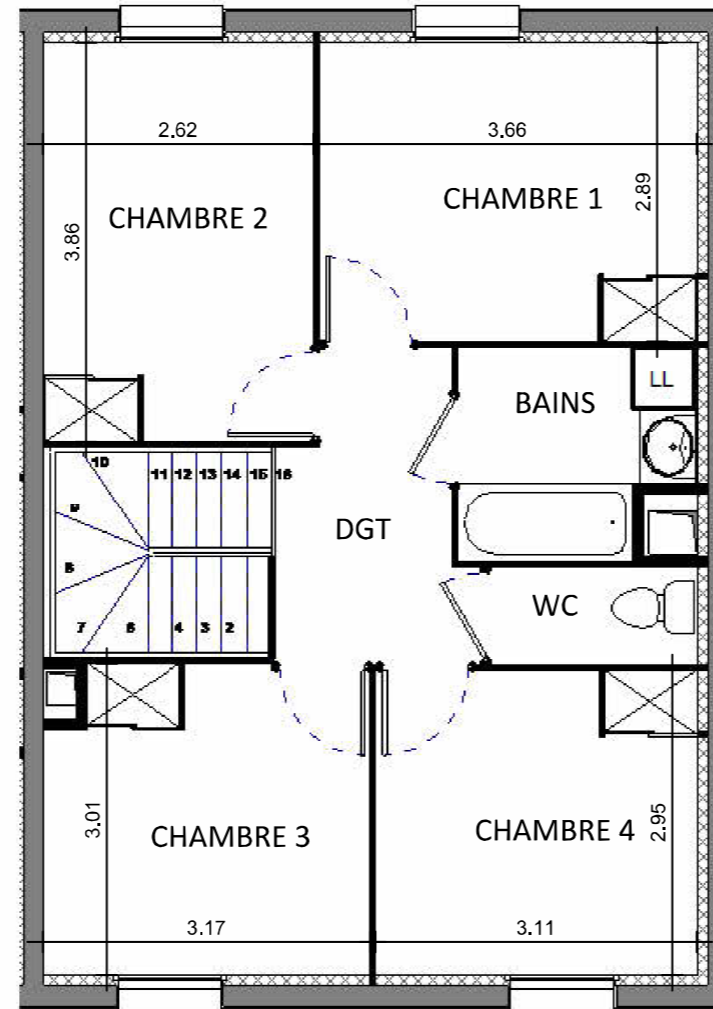 2.62
3.66
CHAMBRE 2
CHAMBRE 1
2.89
3.86
LL
BAINS
10
11 12 13 14 15 16
9
DGT
8
WC
7 6 4 3 2
3.01
CHAMBRE 3
CHAMBRE 4
2.95
3.17
3.11